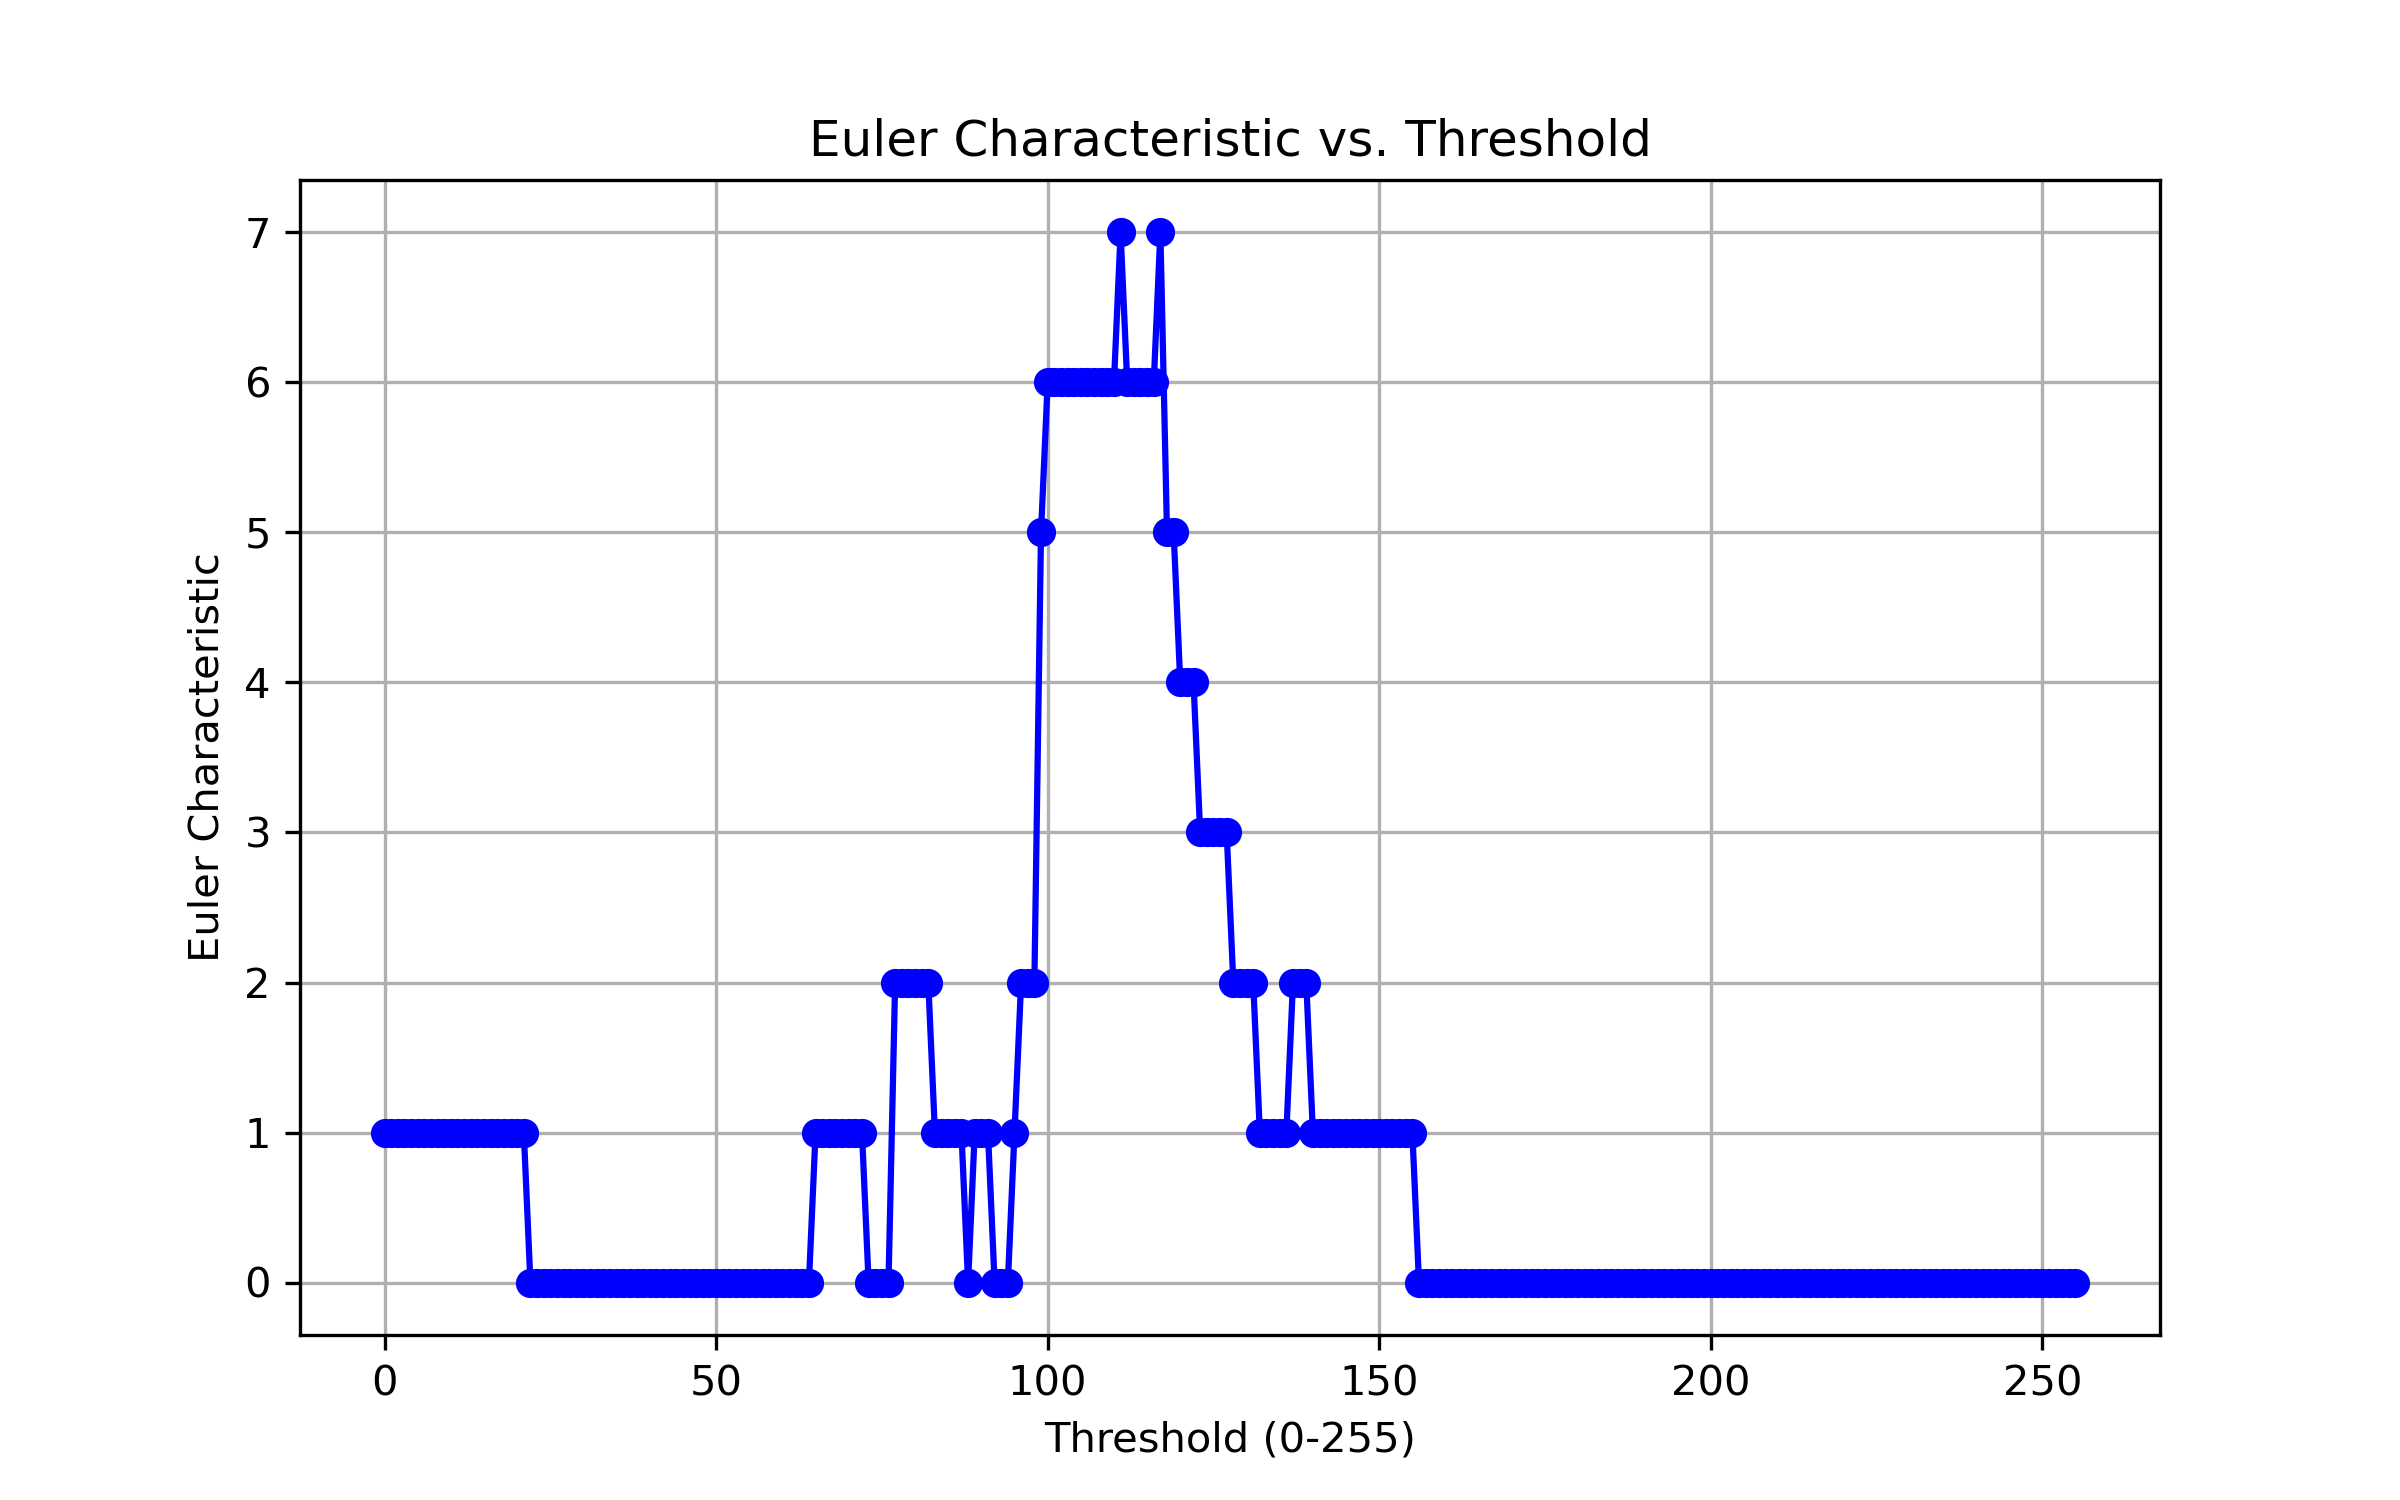 Euler Characteristic vs. Threshold
Euler Characteristic
7
6
5
4
3
2
1
0
0 50 100 150 200 250
Threshold (0-255)